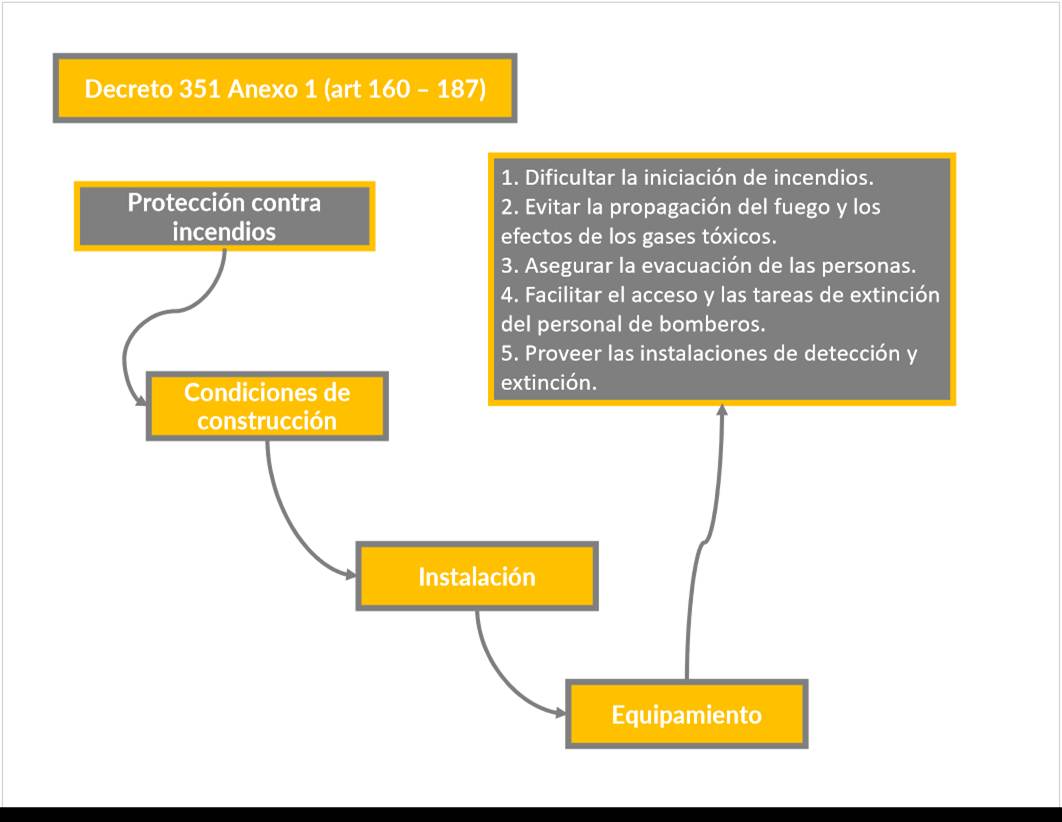 Decreto 351 Anexo 1 (art 160 – 187)
Protección contra
incendios
1. Dificultar la iniciación de incendios.
2. Evitar la propagación del fuego y los
efectos de los gases tóxicos.
3. Asegurar la evacuación de las personas.
4. Facilitar el acceso y las tareas de extinción
del personal de bomberos.
5. Proveer las instalaciones de detección y
extinción.
Condiciones de
construcción
Instalación
Equipamiento